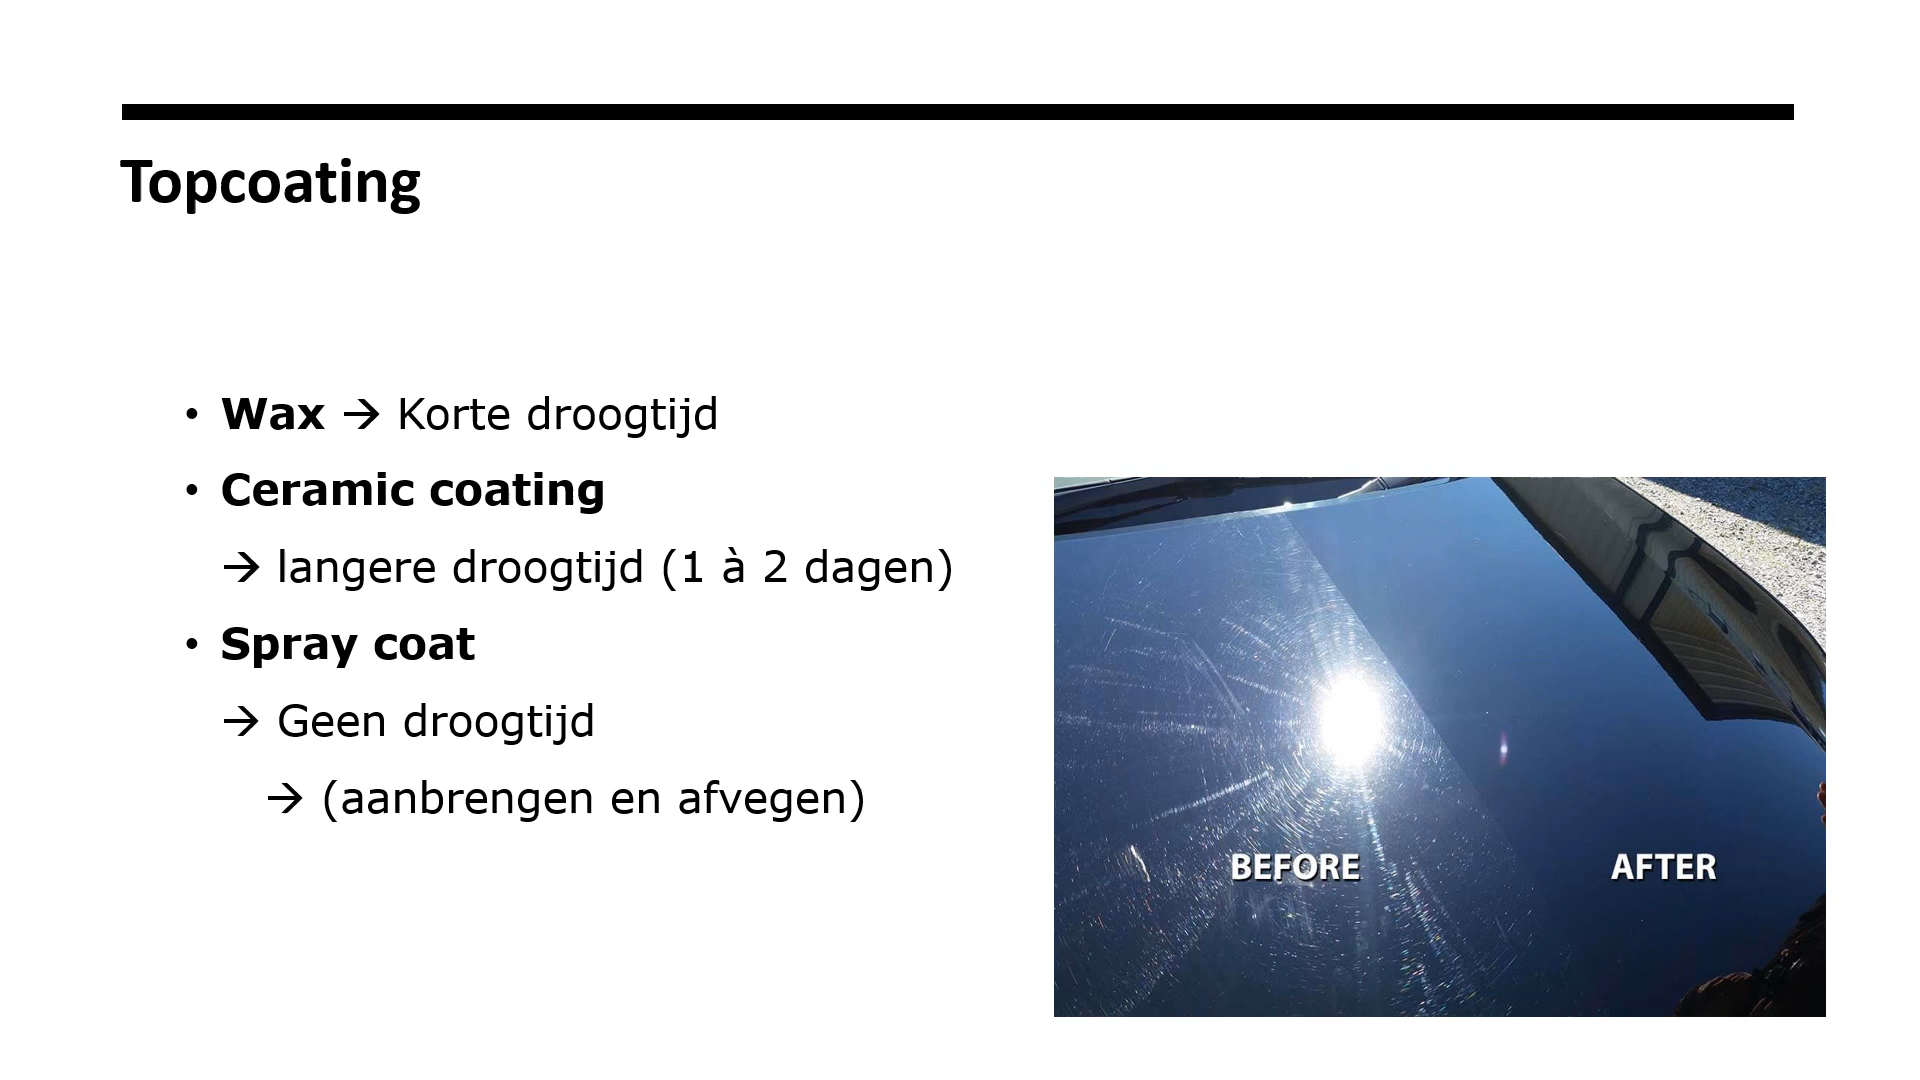 Topcoating
• Wax → Korte droogtijd
• Ceramic coating
→ langere droogtijd (1 à 2 dagen)
• Spray coat
→ Geen droogtijd
→ (aanbrengen en afvegen)
BEFORE
AFTER